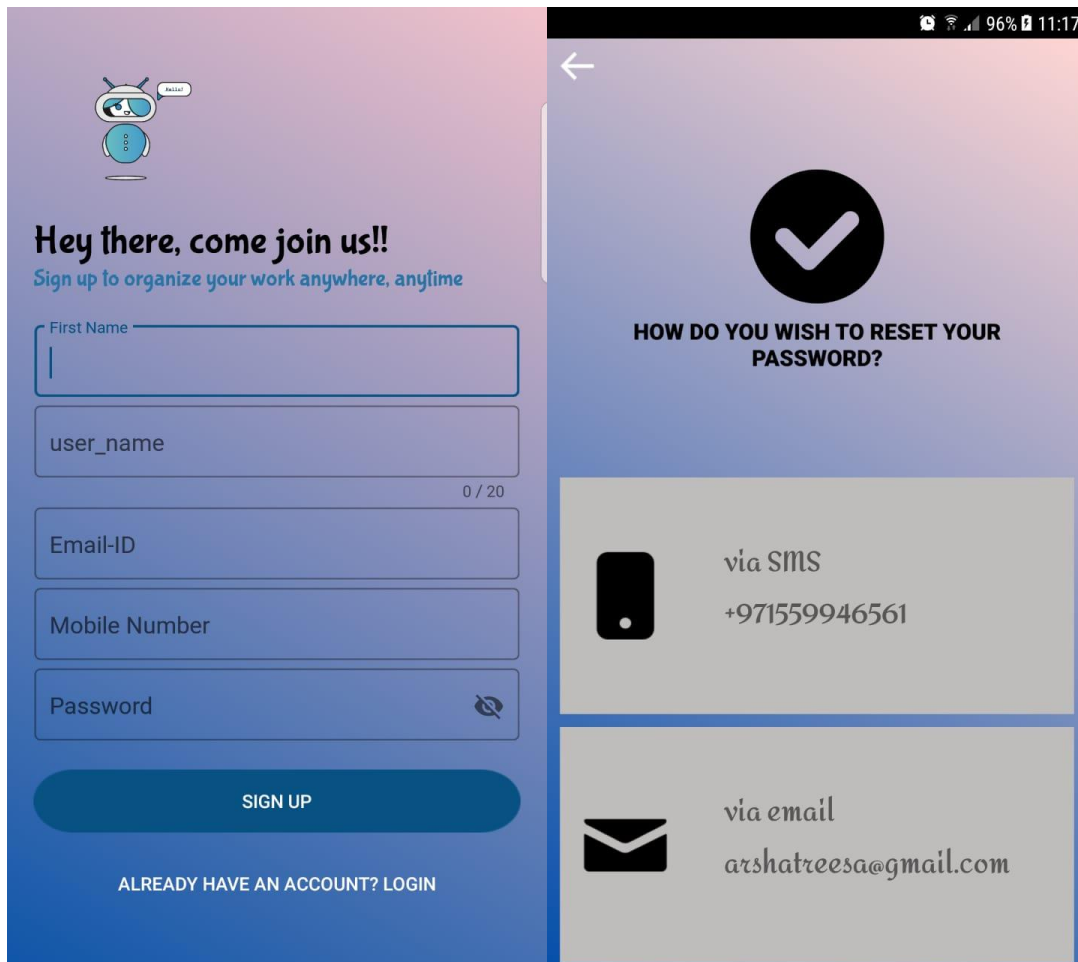 Hello!
Hey there, come join us!!
Sign up to organize your work anywhere, anytime
First Name
user_name
0 / 20
Email-ID
Mobile Number
Password
SIGN UP
ALREADY HAVE AN ACCOUNT? LOGIN
96% 11:17
HOW DO YOU WISH TO RESET YOUR
PASSWORD?
via SMS
+971559946561
via email
arshatreesa@gmail.com